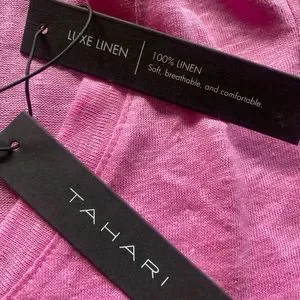 LUXE LINEN
100% LINEN
Soft, breathable, and comfortable.
TAHARI